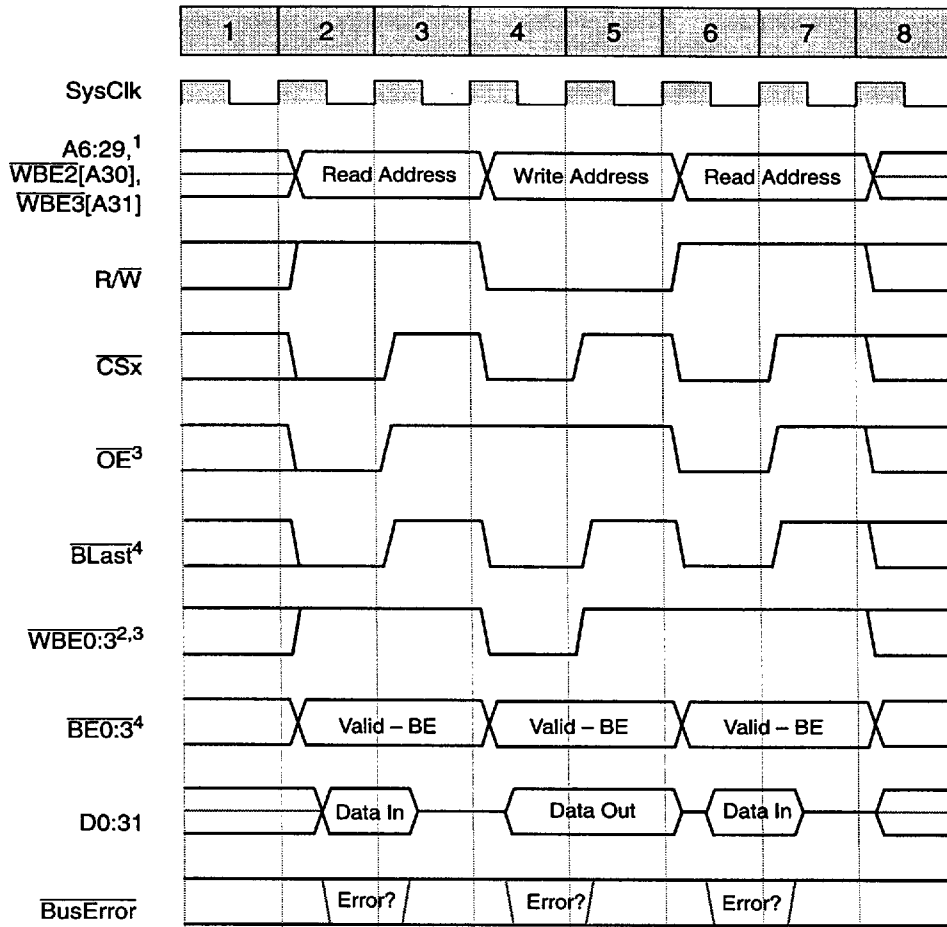 1 2 3 4 5 6 7 8
SysClk
A6:29,¹
WBE2[A30],
WBE3[A31]
Read Address Write Address Read Address
R/W
CSx
OE³
BLast⁴
WBE0:3²,³
BE0:3⁴
Valid – BE Valid – BE Valid – BE
D0:31
Data In Data Out Data In
BusError
Error? Error? Error?